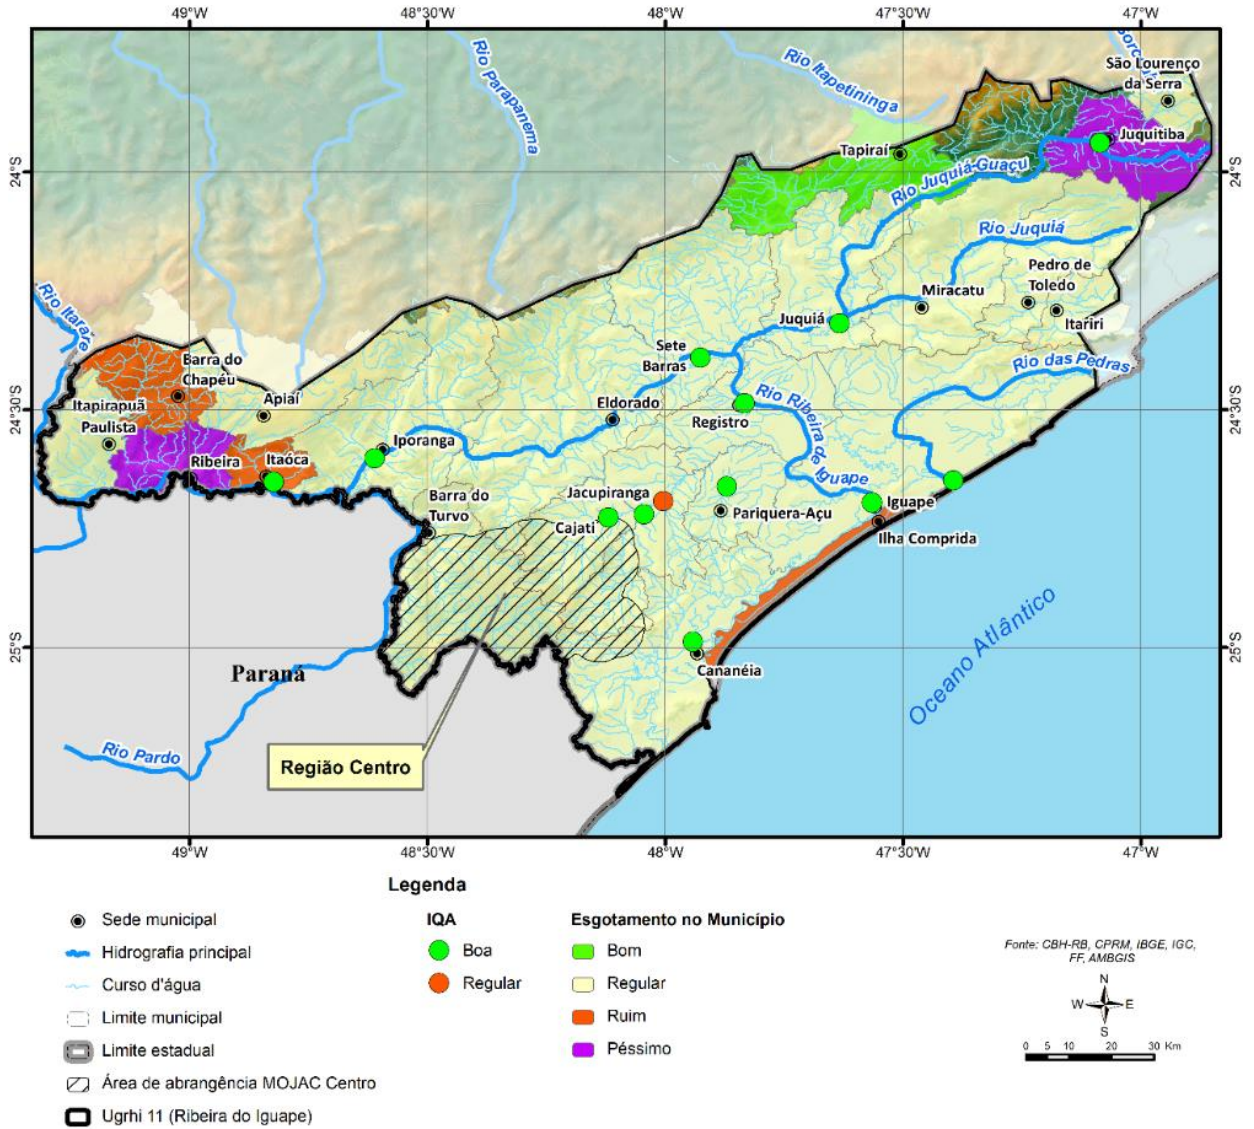 49°W 48°30'W 48°W 47°30'W 47°W
São Lourenço
da Serra
Rio Parapanema
Rio Itapetininga
Juquitiba
Tapiraí
24°S
24°S
Rio Juquiá-Guaçu
Rio Juquiá
Pedro de
Toledo
Miracatu
Rio Itararé
Juquiá
Itariri
Sete
Barras
Barra do
Chapéu
Rio das Pedras
Apiaí
Itapirapuã
Paulista
Eldorado
Rio Ribeira de Iguape
24°30'S
24°30'S
Registro
Iporanga
Ribeira
Itaóca
Barra do
Turvo
Jacupiranga
Cajati
Pariquera-Açu
Iguape
Ilha Comprida
Oceano Atlântico
25°S
25°S
Paraná
Cananéia
Rio Pardo
Região Centro
49°W 48°30'W 48°W 47°30'W 47°W
Legenda
Sede municipal
Hidrografia principal
Curso d'água
Limite municipal
Limite estadual
Área de abrangência MOJAC Centro
Ugrhi 11 (Ribeira do Iguape)
IQA
Boa
Regular
Esgotamento no Município
Bom
Regular
Ruim
Péssimo
Fonte: CBH-RB, CPRM, IBGE, IGC,
FF, AMBGIS
N
W E
S
0 5 10 20 30 Km